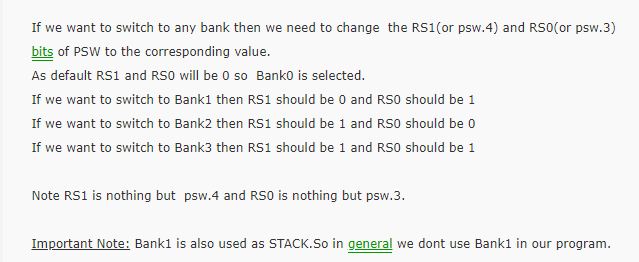 If we want to switch to any bank then we need to change  the RS1(or psw.4) and RS0(or psw.3)
bits of PSW to the corresponding value.
As default RS1 and RS0 will be 0 so  Bank0 is selected.
If we want to switch to Bank1 then RS1 should be 0 and RS0 should be 1
If we want to switch to Bank2 then RS1 should be 1 and RS0 should be 0
If we want to switch to Bank3 then RS1 should be 1 and RS0 should be 1
Note RS1 is nothing but  psw.4 and RS0 is nothing but psw.3.
Important Note: Bank1 is also used as STACK.So in general we dont use Bank1 in our program.